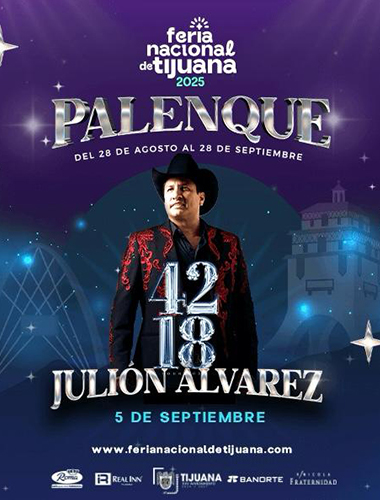 feria
nacional
de tijuana
2025
PALENQUE
DEL 28 DE AGOSTO AL 28 DE SEPTIEMBRE
42
18
JULIÓN ALVAREZ
5 DE SEPTIEMBRE
www.ferianacionaldetijuana.com
Roma
REAL INN
TIJUANA
BANORTE
FRATERNIDAD